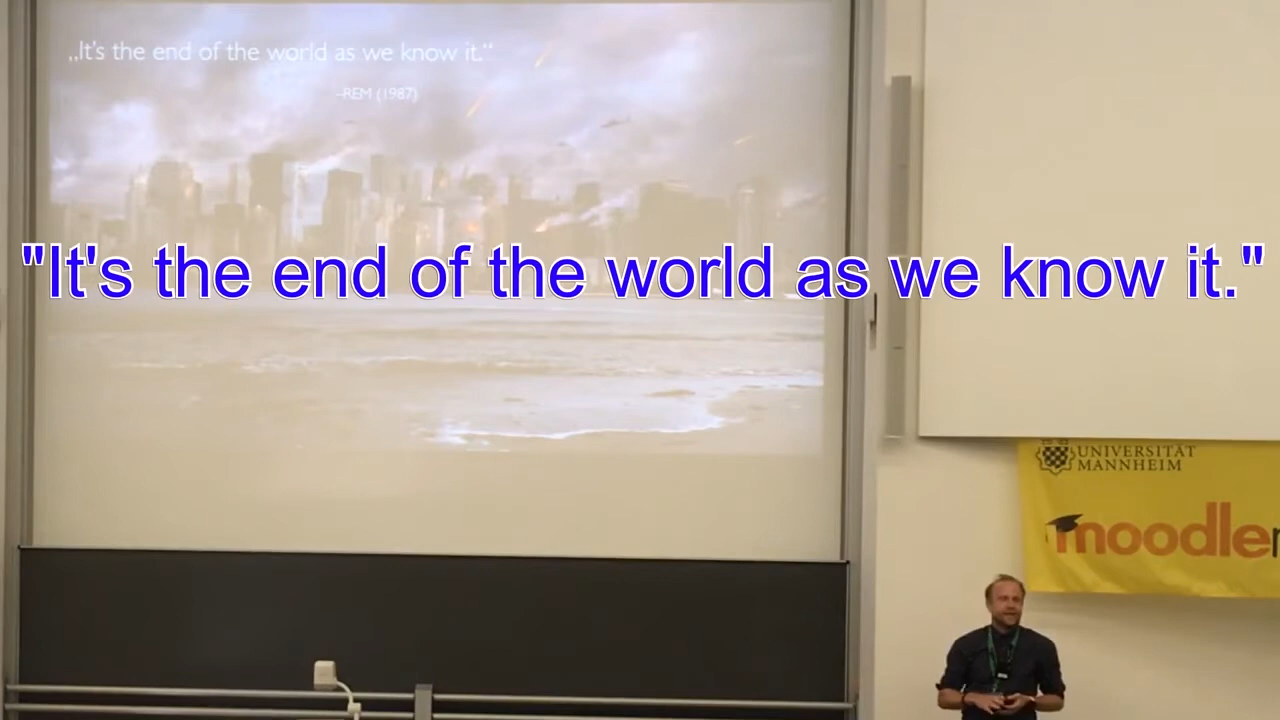 „It's the end of the world as we know it.“
–REM (1987)
"It's the end of the world as we know it."
UNIVERSITÄT
MANNHEIM
moodle